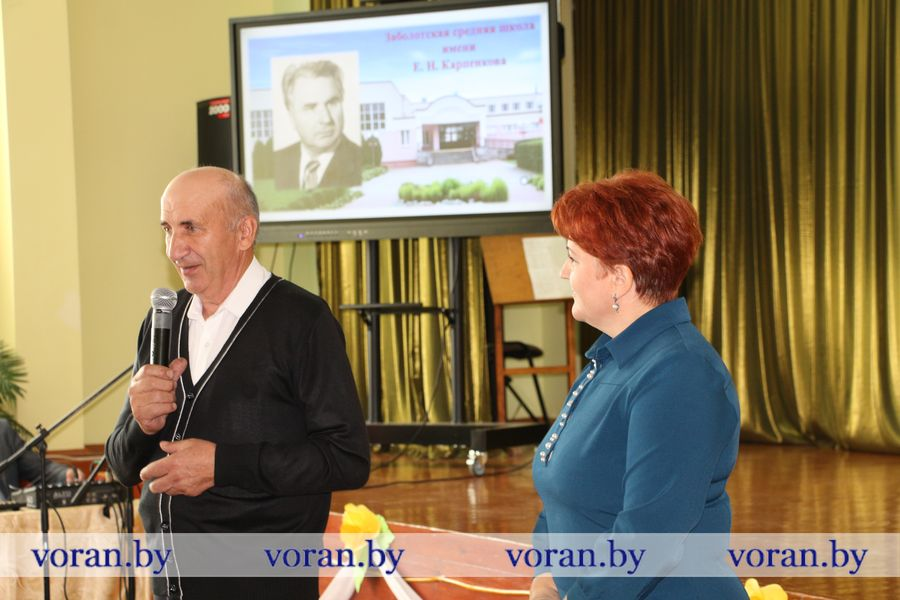 Заболотская средняя школа
имени
Е. Н. Карпенкова
voran.by voran.by voran.by voran.by